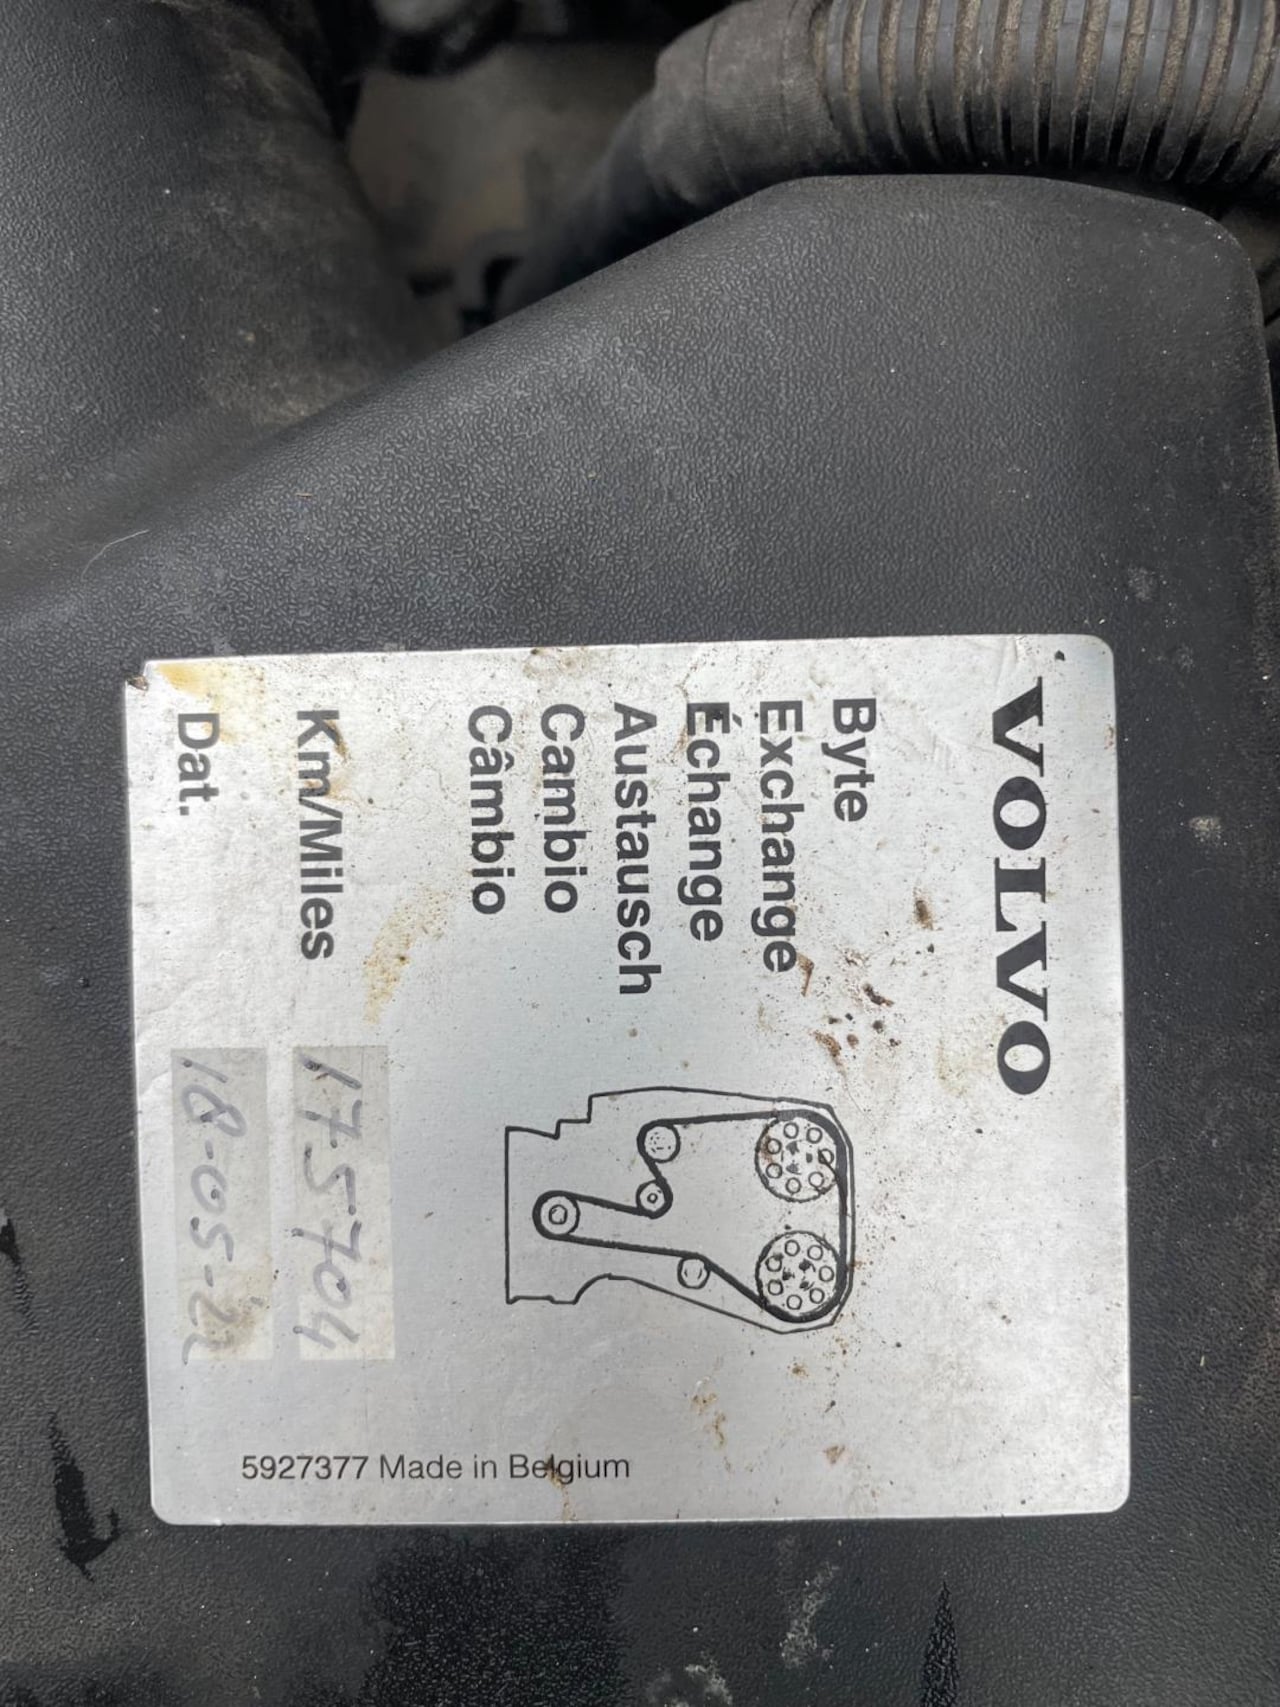 VOLVO
Byte
Exchange
Échange
Austausch
Cambio
Câmbio
Km/Miles 175704
Dat. 18-05-22
5927377 Made in Belgium